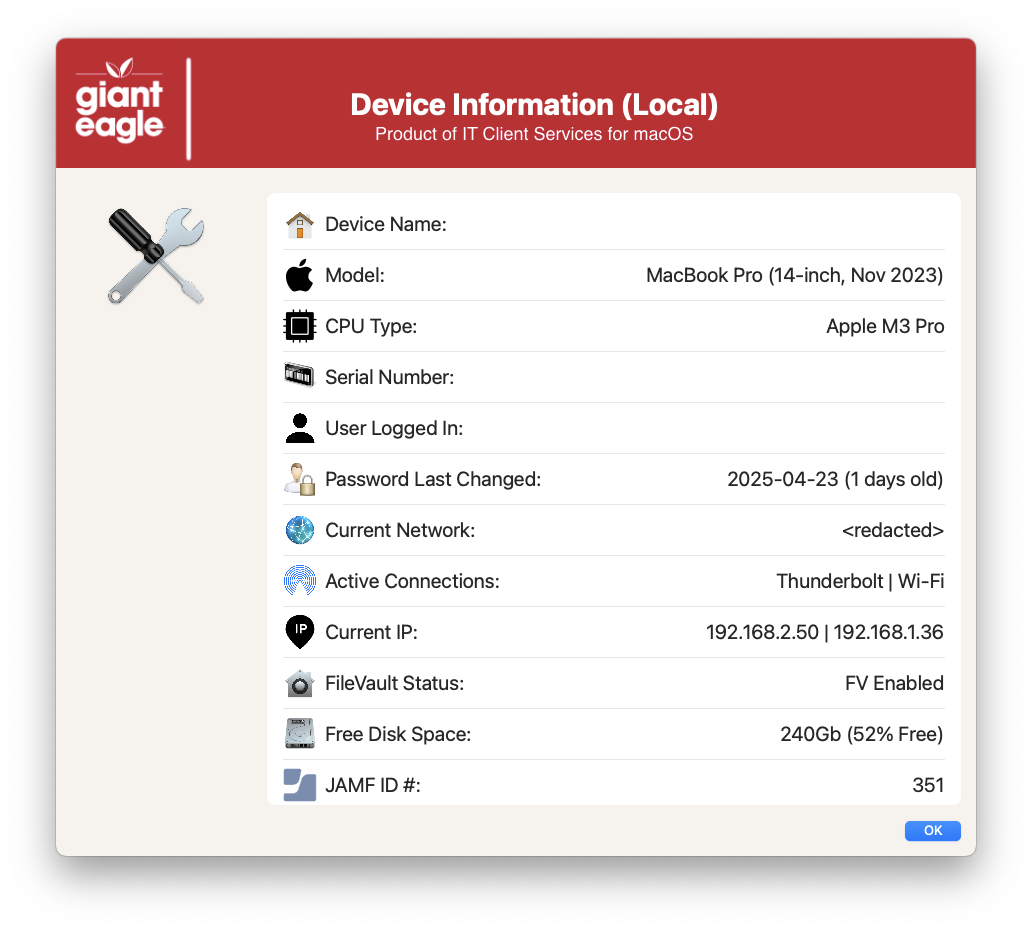 giant
eagle
Device Information (Local)
Product of IT Client Services for macOS
Device Name:
Model: MacBook Pro (14-inch, Nov 2023)
CPU Type: Apple M3 Pro
Serial Number:
User Logged In:
Password Last Changed: 2025-04-23 (1 days old)
Current Network: <redacted>
Active Connections: Thunderbolt | Wi-Fi
IP Current IP: 192.168.2.50 | 192.168.1.36
FileVault Status: FV Enabled
Free Disk Space: 240Gb (52% Free)
JAMF ID #: 351
OK